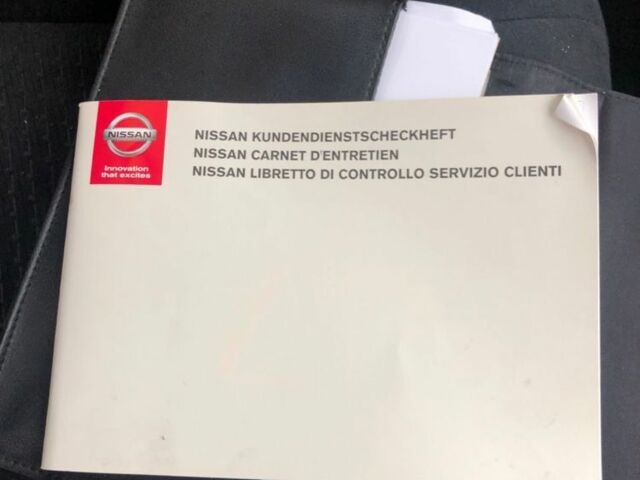 NISSAN
Innovation
that excites
NISSAN KUNDENDIENSTSCHECKHEFT
NISSAN CARNET D'ENTRETIEN
NISSAN LIBRETTO DI CONTROLLO SERVIZIO CLIENTI